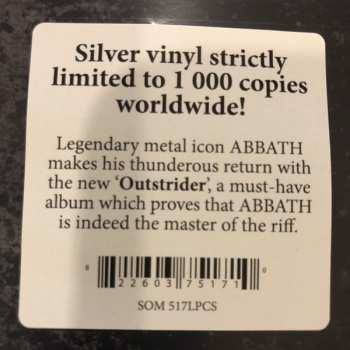 Silver vinyl strictly
limited to 1 000 copies
worldwide!
Legendary metal icon ABBATH
makes his thunderous return with
the new ‘Outstrider’, a must-have
album which proves that ABBATH
is indeed the master of the riff.
8 22603 75171 0
SOM 517LPCS